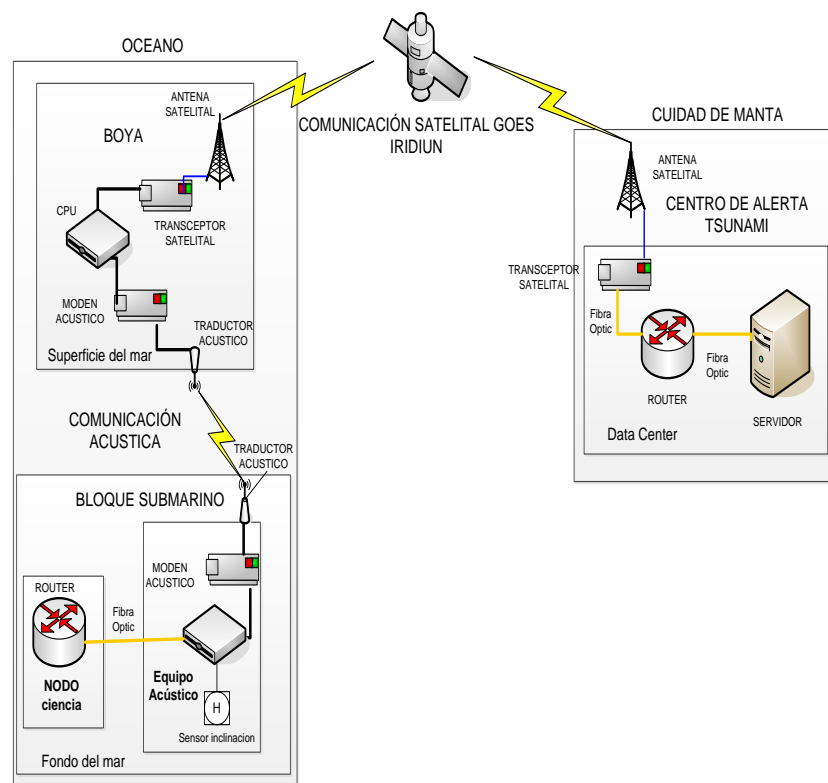 OCEANO
BOYA
ANTENA
SATELITAL
CPU
TRANSCEPTOR
SATELITAL
MODEN
ACUSTICO
TRADUCTOR
ACUSTICO
Superficie del mar
COMUNICACIÓN
ACUSTICA
TRADUCTOR
ACUSTICO
BLOQUE SUBMARINO
MODEN
ACUSTICO
ROUTER
Fibra
Optic
NODO
ciencia
Equipo
Acústico
H
Sensor inclinacion
Fondo del mar
COMUNICACIÓN SATELITAL GOES
IRIDIUN
CUIDAD DE MANTA
ANTENA
SATELITAL
CENTRO DE ALERTA
TSUNAMI
TRANSCEPTOR
SATELITAL
Fibra
Optic
ROUTER
Fibra
Optic
SERVIDOR
Data Center